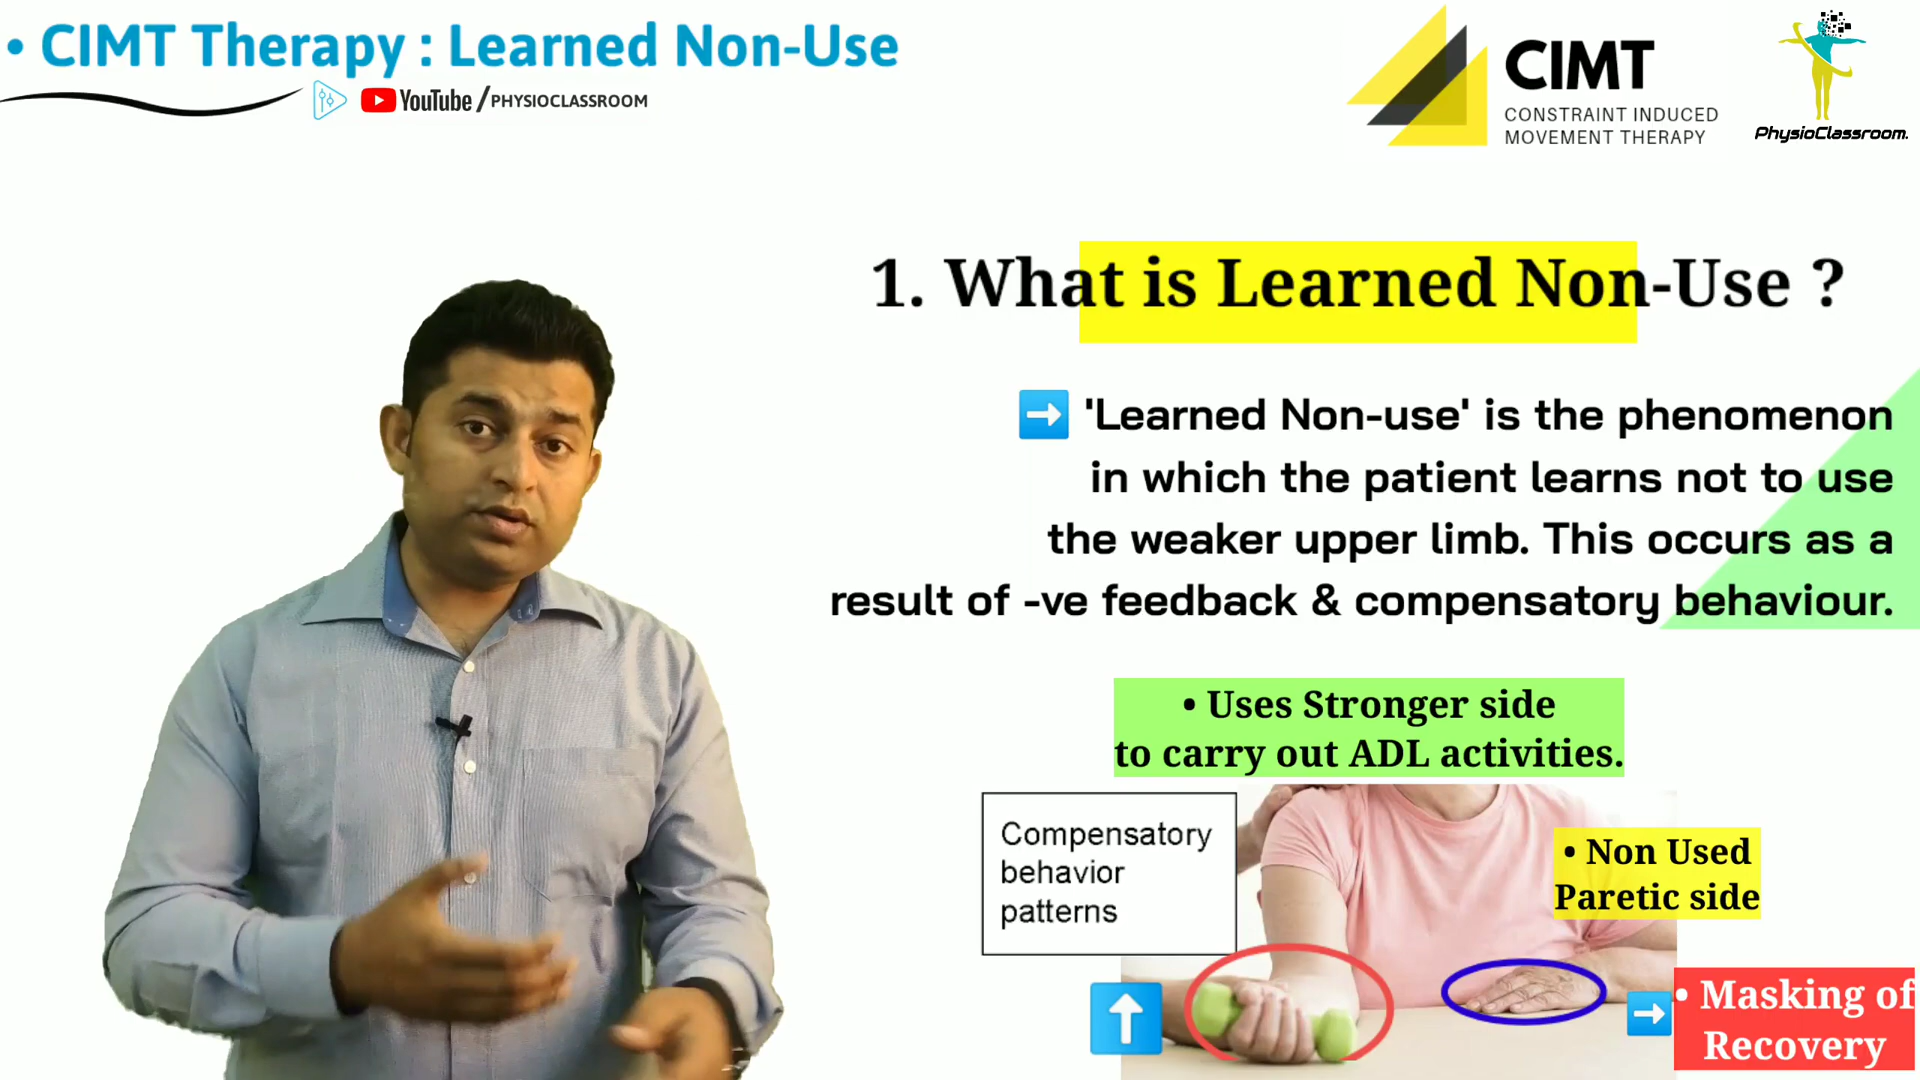 • CIMT Therapy : Learned Non-Use
YouTube /PHYSIOCLASSROOM
CIMT
CONSTRAINT INDUCED
MOVEMENT THERAPY
PhysioClassroom.
1. What is Learned Non-Use ?
'Learned Non-use' is the phenomenon
in which the patient learns not to use
the weaker upper limb. This occurs as a
result of -ve feedback & compensatory behaviour.
• Uses Stronger side
to carry out ADL activities.
Compensatory
behavior
patterns
• Non Used
Paretic side
• Masking of
Recovery